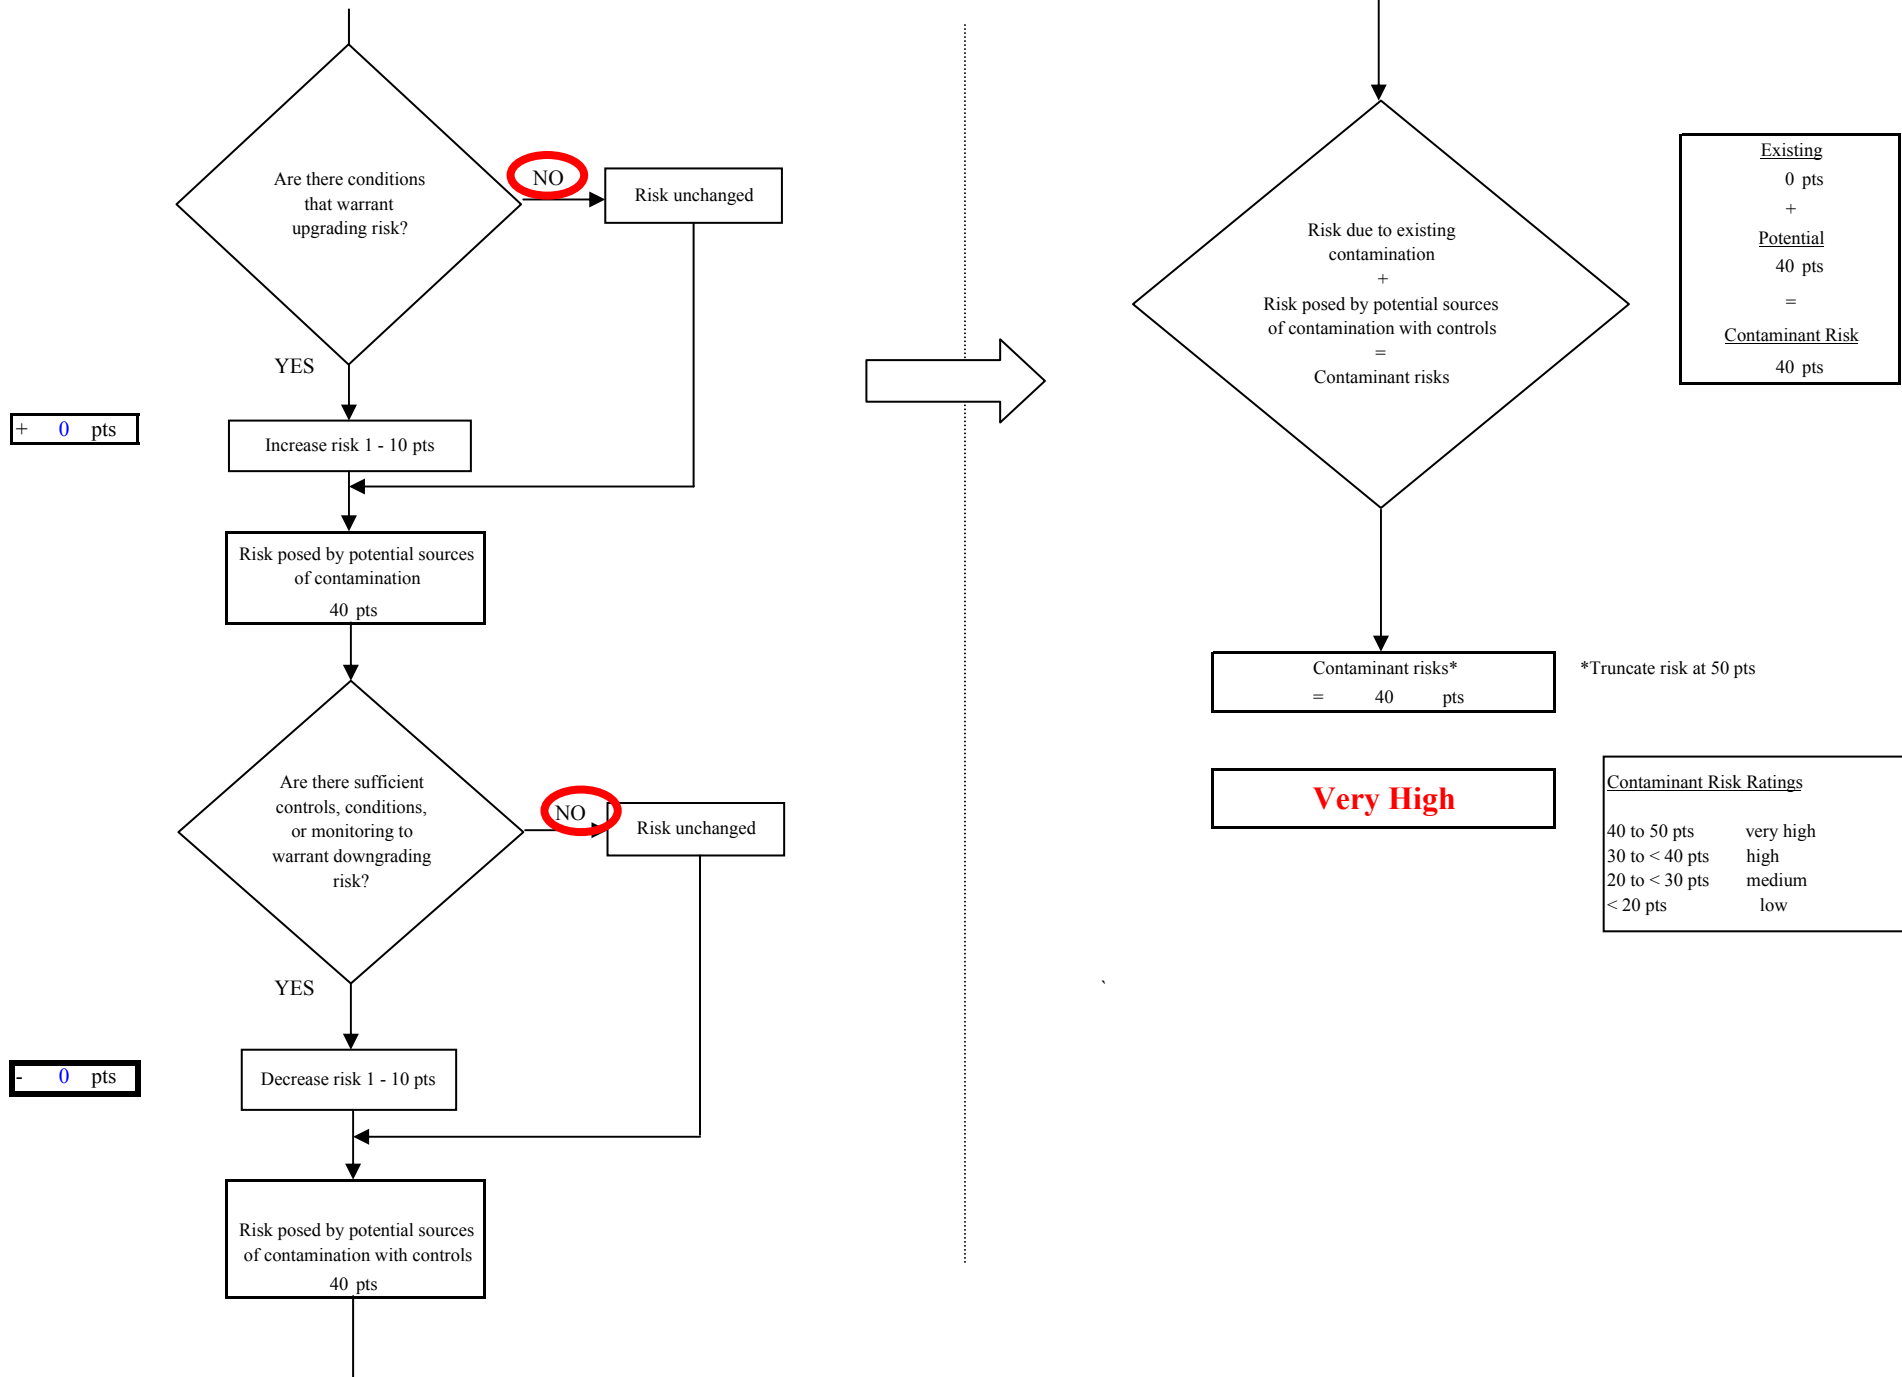 Are there conditions
that warrant
upgrading risk?
NO
Risk unchanged
YES
+ 0 pts
Increase risk 1 - 10 pts
Risk posed by potential sources
of contamination
40 pts
Are there sufficient
controls, conditions,
or monitoring to
warrant downgrading
risk?
NO
Risk unchanged
YES
- 0 pts
Decrease risk 1 - 10 pts
Risk posed by potential sources
of contamination with controls
40 pts
Risk due to existing
contamination
+
Risk posed by potential sources
of contamination with controls
=
Contaminant risks
Existing
0 pts
+
Potential
40 pts
=
Contaminant Risk
40 pts
Contaminant risks*
= 40 pts
*Truncate risk at 50 pts
Very High
Contaminant Risk Ratings
40 to 50 pts very high
30 to < 40 pts high
20 to < 30 pts medium
< 20 pts low
`